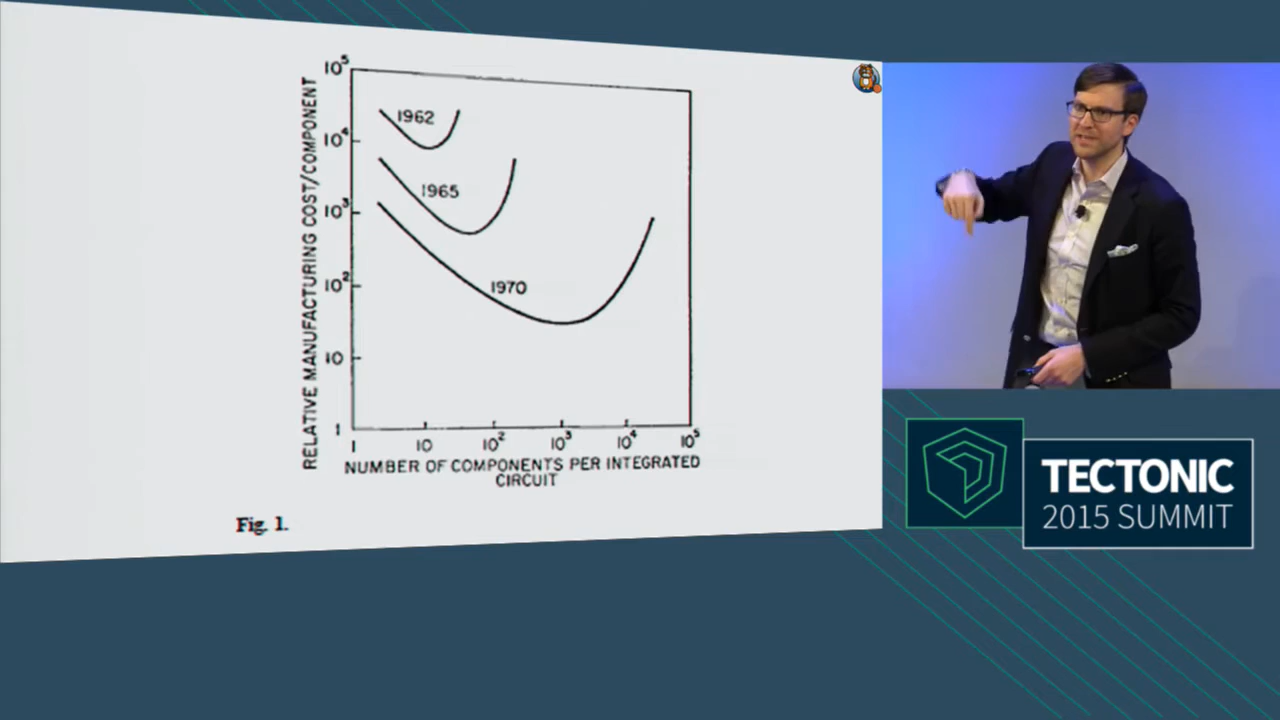 RELATIVE MANUFACTURING COST/COMPONENT
10⁵
10⁴
10³
10²
10
1
1962
1965
1970
1
10
10²
10³
10⁴
10⁵
NUMBER OF COMPONENTS PER INTEGRATED
CIRCUIT
Fig. 1.
TECTONIC
2015 SUMMIT